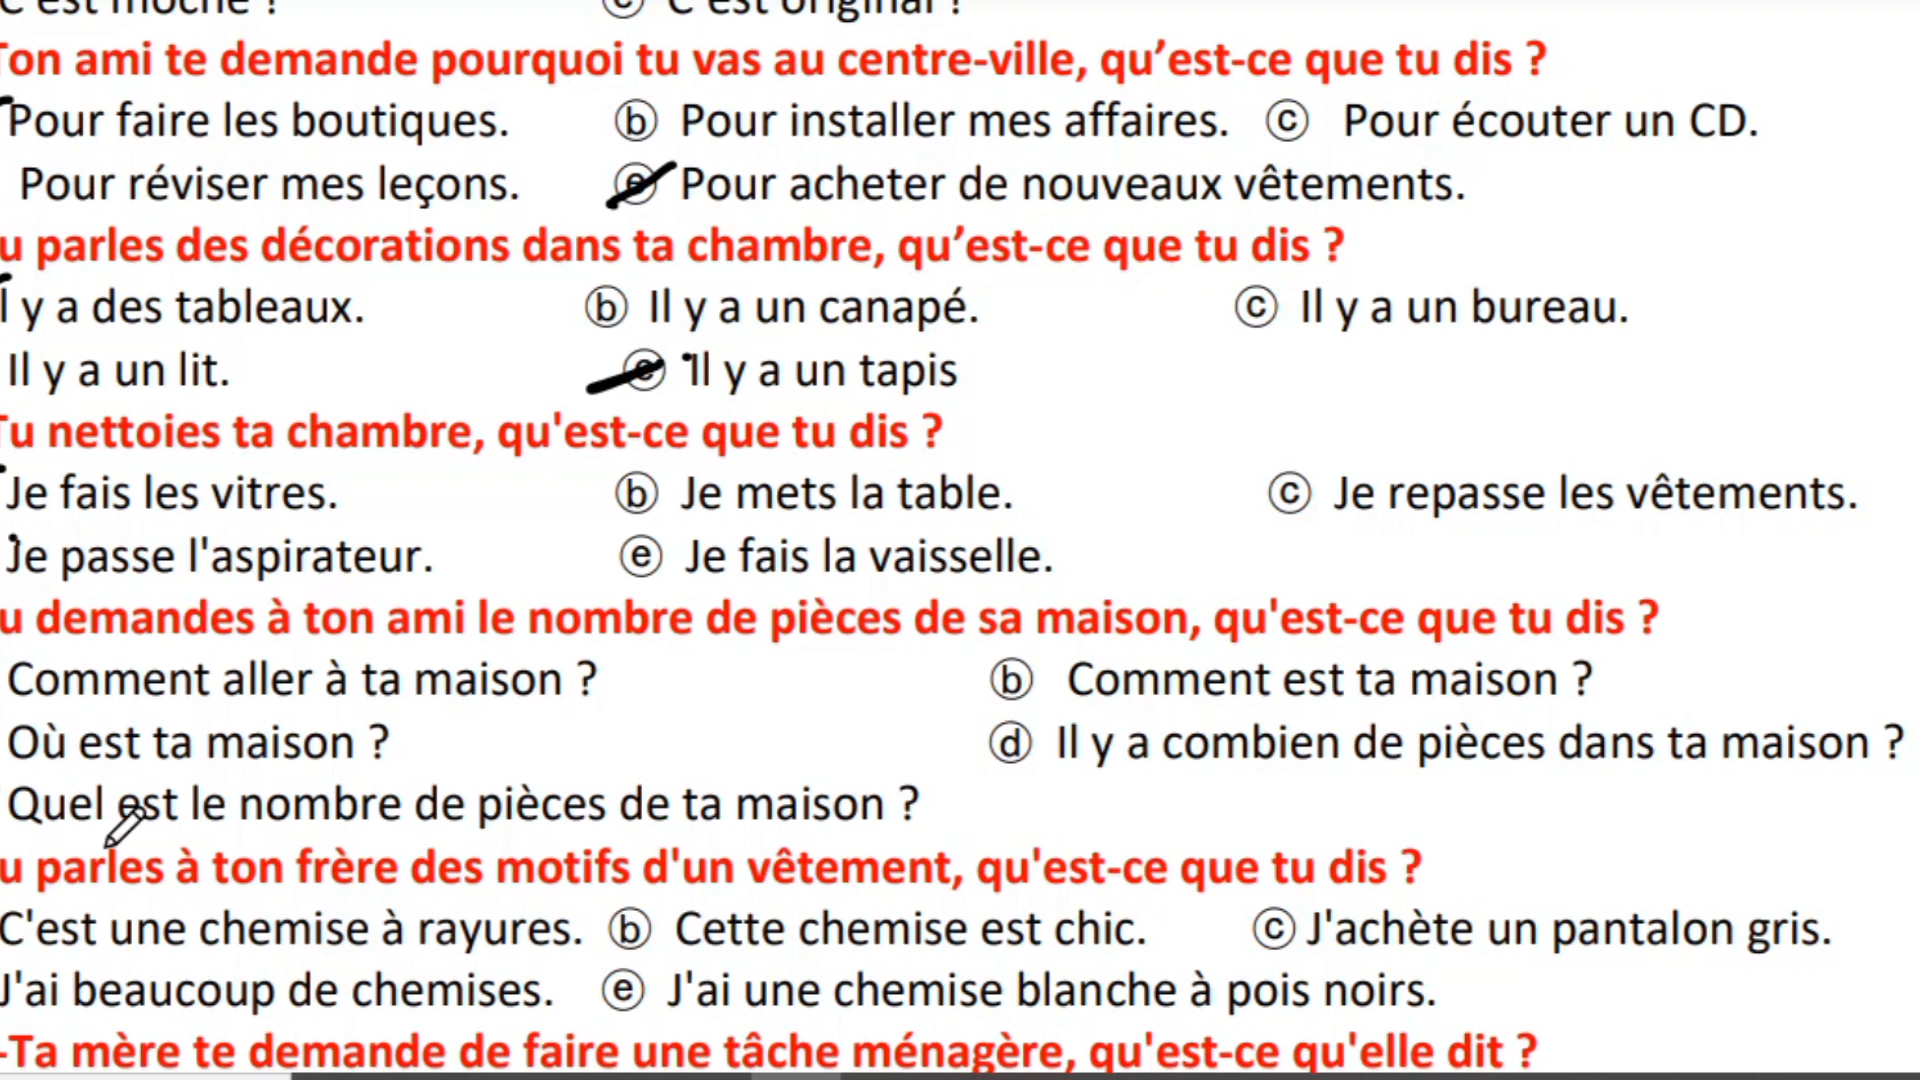 C'est moche ? ⓒ C'est original !
Ton ami te demande pourquoi tu vas au centre-ville, qu’est-ce que tu dis ?
Pour faire les boutiques. ⓑ Pour installer mes affaires. ⓒ Pour écouter un CD.
Pour réviser mes leçons. ⓔ Pour acheter de nouveaux vêtements.
u parles des décorations dans ta chambre, qu’est-ce que tu dis ?
Il y a des tableaux. ⓑ Il y a un canapé. ⓒ Il y a un bureau.
Il y a un lit. ⓔ Il y a un tapis
Tu nettoies ta chambre, qu'est-ce que tu dis ?
Je fais les vitres. ⓑ Je mets la table. ⓒ Je repasse les vêtements.
Je passe l'aspirateur. ⓔ Je fais la vaisselle.
u demandes à ton ami le nombre de pièces de sa maison, qu'est-ce que tu dis ?
Comment aller à ta maison ? ⓑ Comment est ta maison ?
Où est ta maison ? ⓓ Il y a combien de pièces dans ta maison ?
Quel est le nombre de pièces de ta maison ?
u parles à ton frère des motifs d'un vêtement, qu'est-ce que tu dis ?
C'est une chemise à rayures. ⓑ Cette chemise est chic. ⓒ J'achète un pantalon gris.
J'ai beaucoup de chemises. ⓔ J'ai une chemise blanche à pois noirs.
-Ta mère te demande de faire une tâche ménagère, qu'est-ce qu'elle dit ?